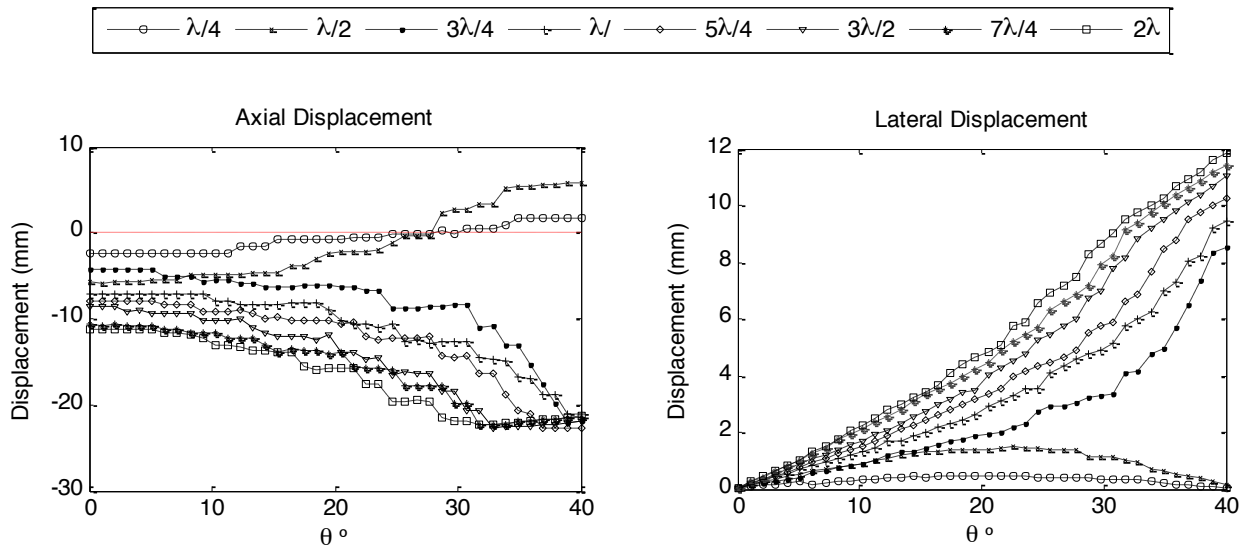 λ/4 λ/2 3λ/4 λ/ 5λ/4 3λ/2 7λ/4 2λ
Axial Displacement
10
0
-10
-20
-30
0 10 20 30 40
Displacement (mm)
θ º
Lateral Displacement
12
10
8
6
4
2
0
0 10 20 30 40
Displacement (mm)
θ º